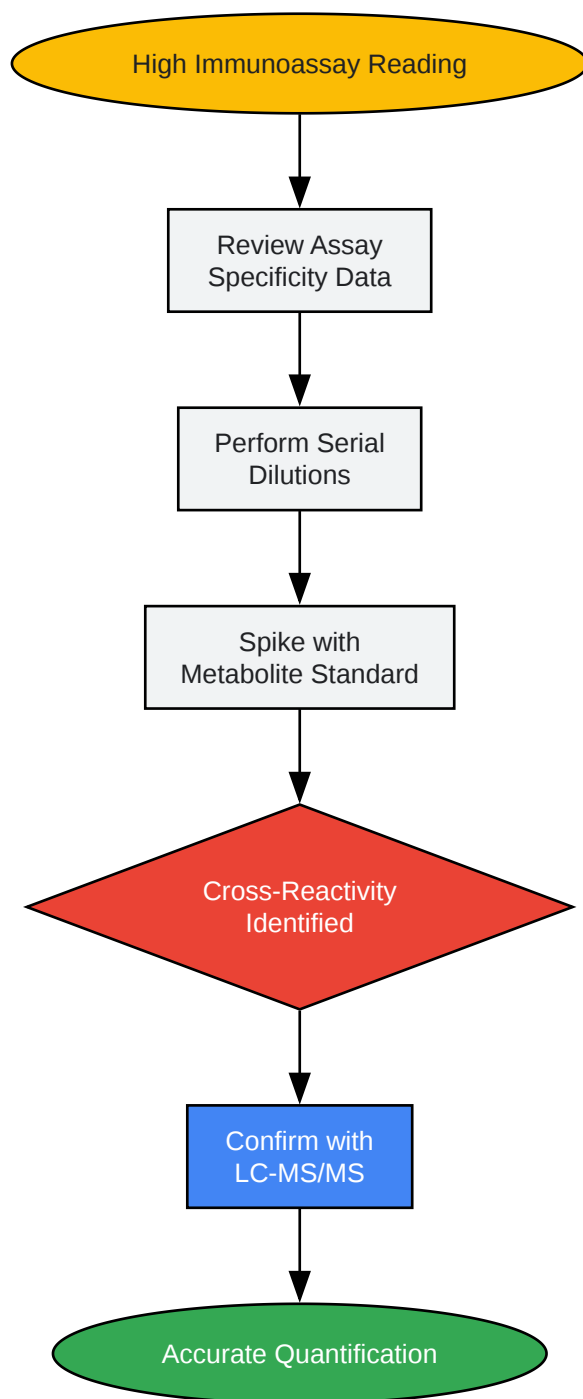 High Immunoassay Reading
Review Assay
Specificity Data
Perform Serial
Dilutions
Spike with
Metabolite Standard
Cross-Reactivity
Identified
Confirm with
LC-MS/MS
Accurate Quantification